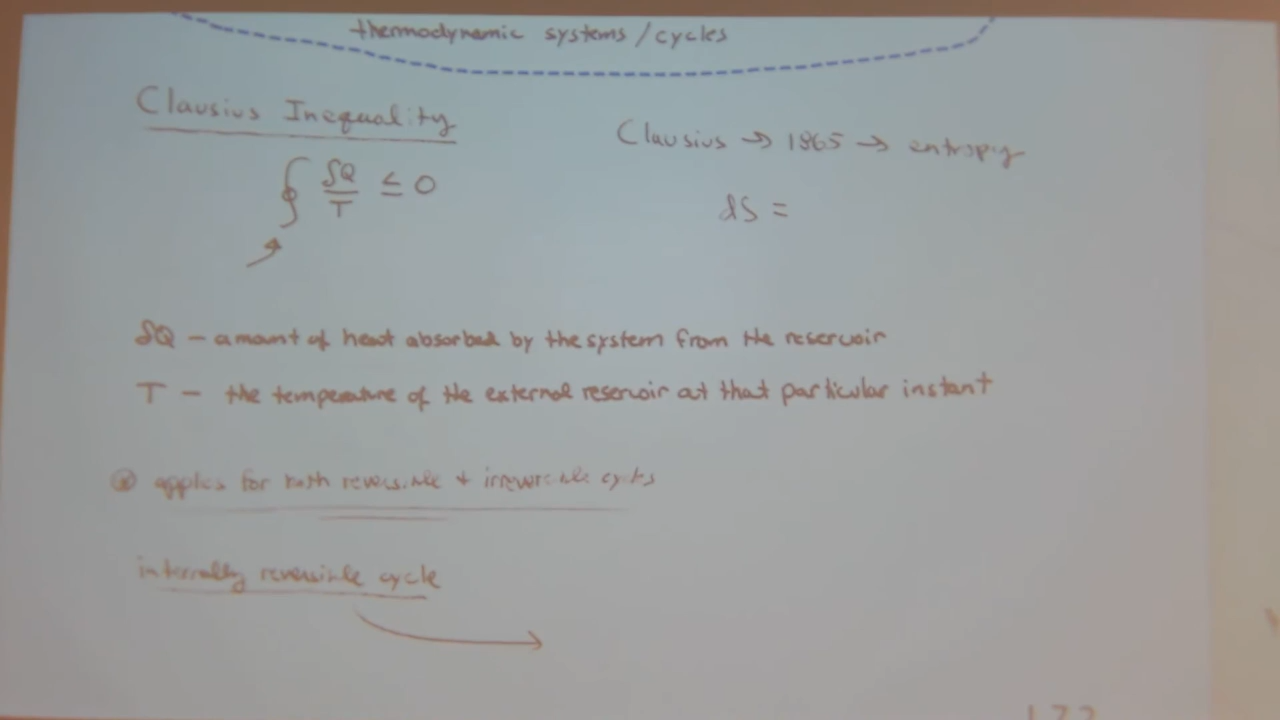 thermodynamic systems/cycles
Clausius Inequality
∮ δQ/T ≤ 0
Clausius → 1865 → entropy
dS =
δQ - amount of heat absorbed by the system from the reservoir
T - the temperature of the external reservoir at that particular instant
applies for both reversible + irreversible cycles
internally reversible cycle